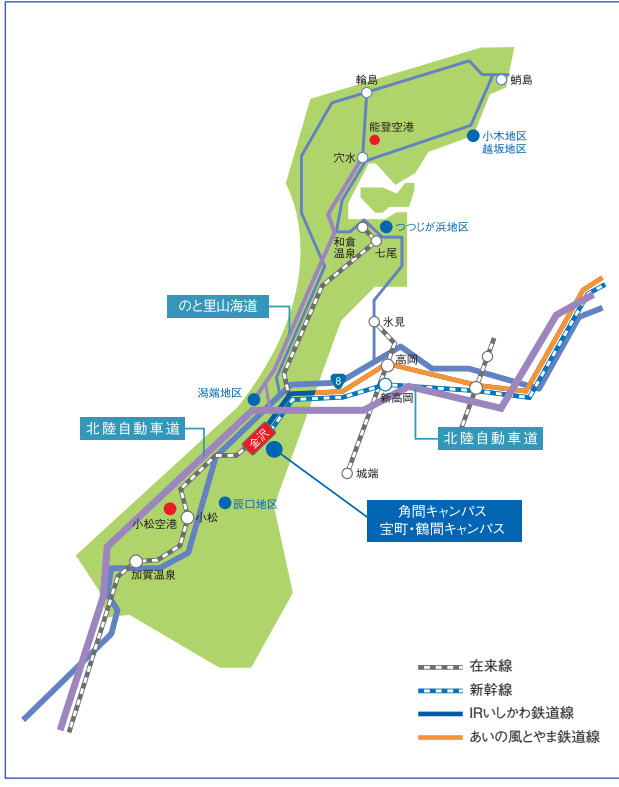 輪島
蛸島
能登空港
小木地区
越坂地区
穴水
つつじが浜地区
和倉
温泉
七尾
のと里山海道
氷見
8
高岡
潟端地区
新高岡
北陸自動車道
金沢
北陸自動車道
城端
角間キャンパス
宝町・鶴間キャンパス
辰口地区
小松空港
小松
加賀温泉
在来線
新幹線
IRいしかわ鉄道線
あいの風とやま鉄道線